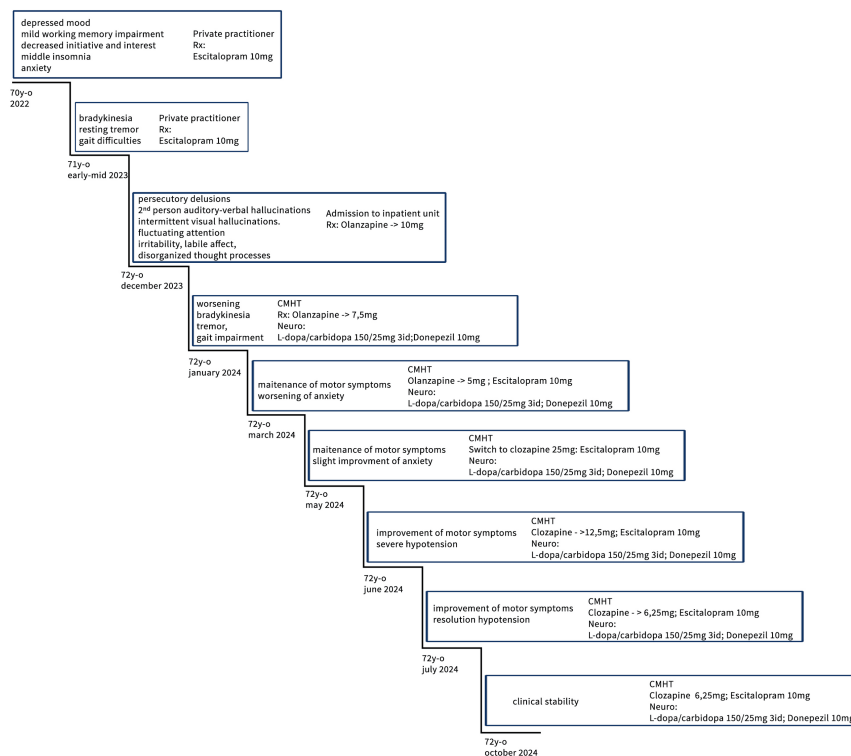 depressed mood
mild working memory impairment
decreased initiative and interest
middle insomnia
anxiety
Private practitioner
Rx:
Escitalopram 10mg
70y-o
2022
bradykinesia
resting tremor
gait difficulties
Private practitioner
Rx:
Escitalopram 10mg
71y-o
early-mid 2023
persecutory delusions
2nd person auditory-verbal hallucinations
intermittent visual hallucinations.
fluctuating attention
irritability, labile affect,
disorganized thought processes
Admission to inpatient unit
Rx: Olanzapine -> 10mg
72y-o
december 2023
worsening
bradykinesia
tremor,
gait impairment
CMHT
Rx: Olanzapine -> 7,5mg
Neuro:
L-dopa/carbidopa 150/25mg 3id;Donepezil 10mg
72y-o
january 2024
maitenance of motor symptoms
worsening of anxiety
CMHT
Olanzapine -> 5mg ; Escitalopram 10mg
Neuro:
L-dopa/carbidopa 150/25mg 3id; Donepezil 10mg
72y-o
march 2024
maitenance of motor symptoms
slight improvment of anxiety
CMHT
Switch to clozapine 25mg: Escitalopram 10mg
Neuro:
L-dopa/carbidopa 150/25mg 3id; Donepezil 10mg
72y-o
may 2024
improvement of motor symptoms
severe hypotension
CMHT
Clozapine - >12,5mg; Escitalopram 10mg
Neuro:
L-dopa/carbidopa 150/25mg 3id; Donepezil 10mg
72y-o
june 2024
improvement of motor symptoms
resolution hypotension
CMHT
Clozapine - > 6,25mg; Escitalopram 10mg
Neuro:
L-dopa/carbidopa 150/25mg 3id; Donepezil 10mg
72y-o
july 2024
clinical stability
CMHT
Clozapine 6,25mg; Escitalopram 10mg
Neuro:
L-dopa/carbidopa 150/25mg 3id; Donepezil 10mg
72y-o
october 2024